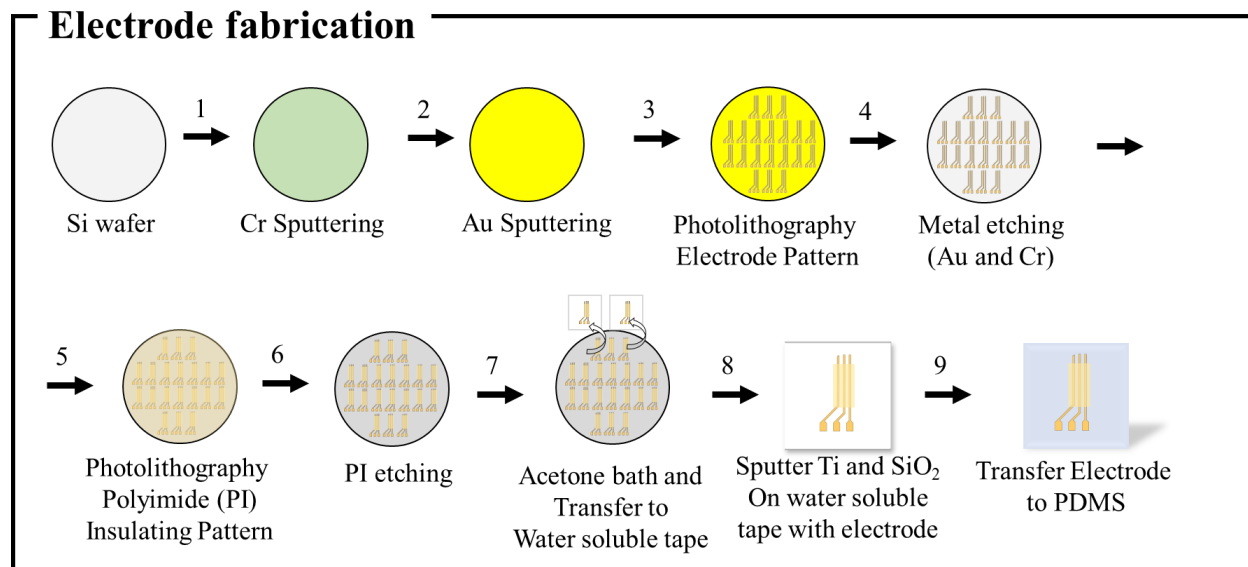 Electrode fabrication
1
2
3
4
Si wafer
Cr Sputtering
Au Sputtering
Photolithography
Electrode Pattern
Metal etching
(Au and Cr)
5
6
7
8
9
Photolithography
Polyimide (PI)
Insulating Pattern
PI etching
Acetone bath and
Transfer to
Water soluble tape
Sputter Ti and SiO₂
On water soluble
tape with electrode
Transfer Electrode
to PDMS